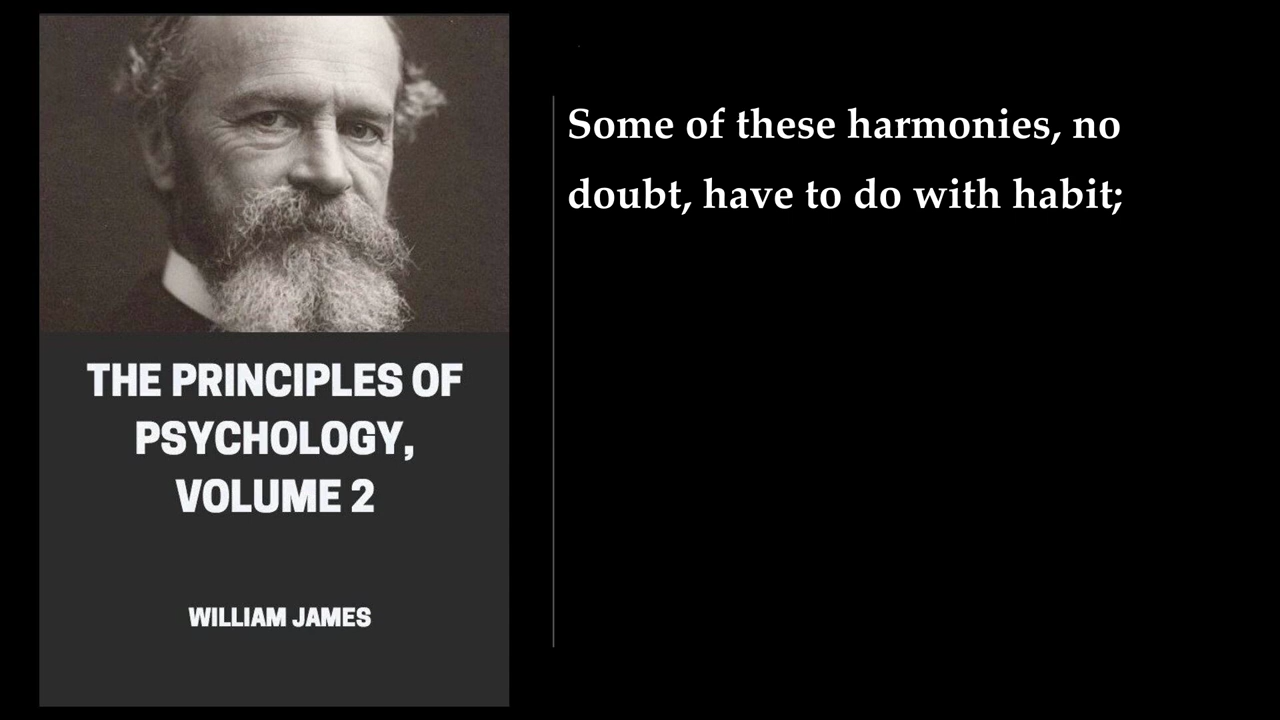 THE PRINCIPLES OF
PSYCHOLOGY,
VOLUME 2
WILLIAM JAMES
Some of these harmonies, no
doubt, have to do with habit;